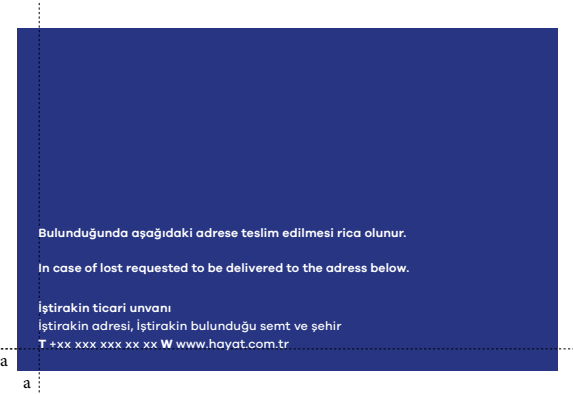 Bulunduğunda aşağıdaki adrese teslim edilmesi rica olunur.
In case of lost requested to be delivered to the adress below.
İştirakin ticari unvanı
İştirakin adresi, İştirakin bulunduğu semt ve şehir
T +xx xxx xxx xx xx W www.hayat.com.tr
a
a